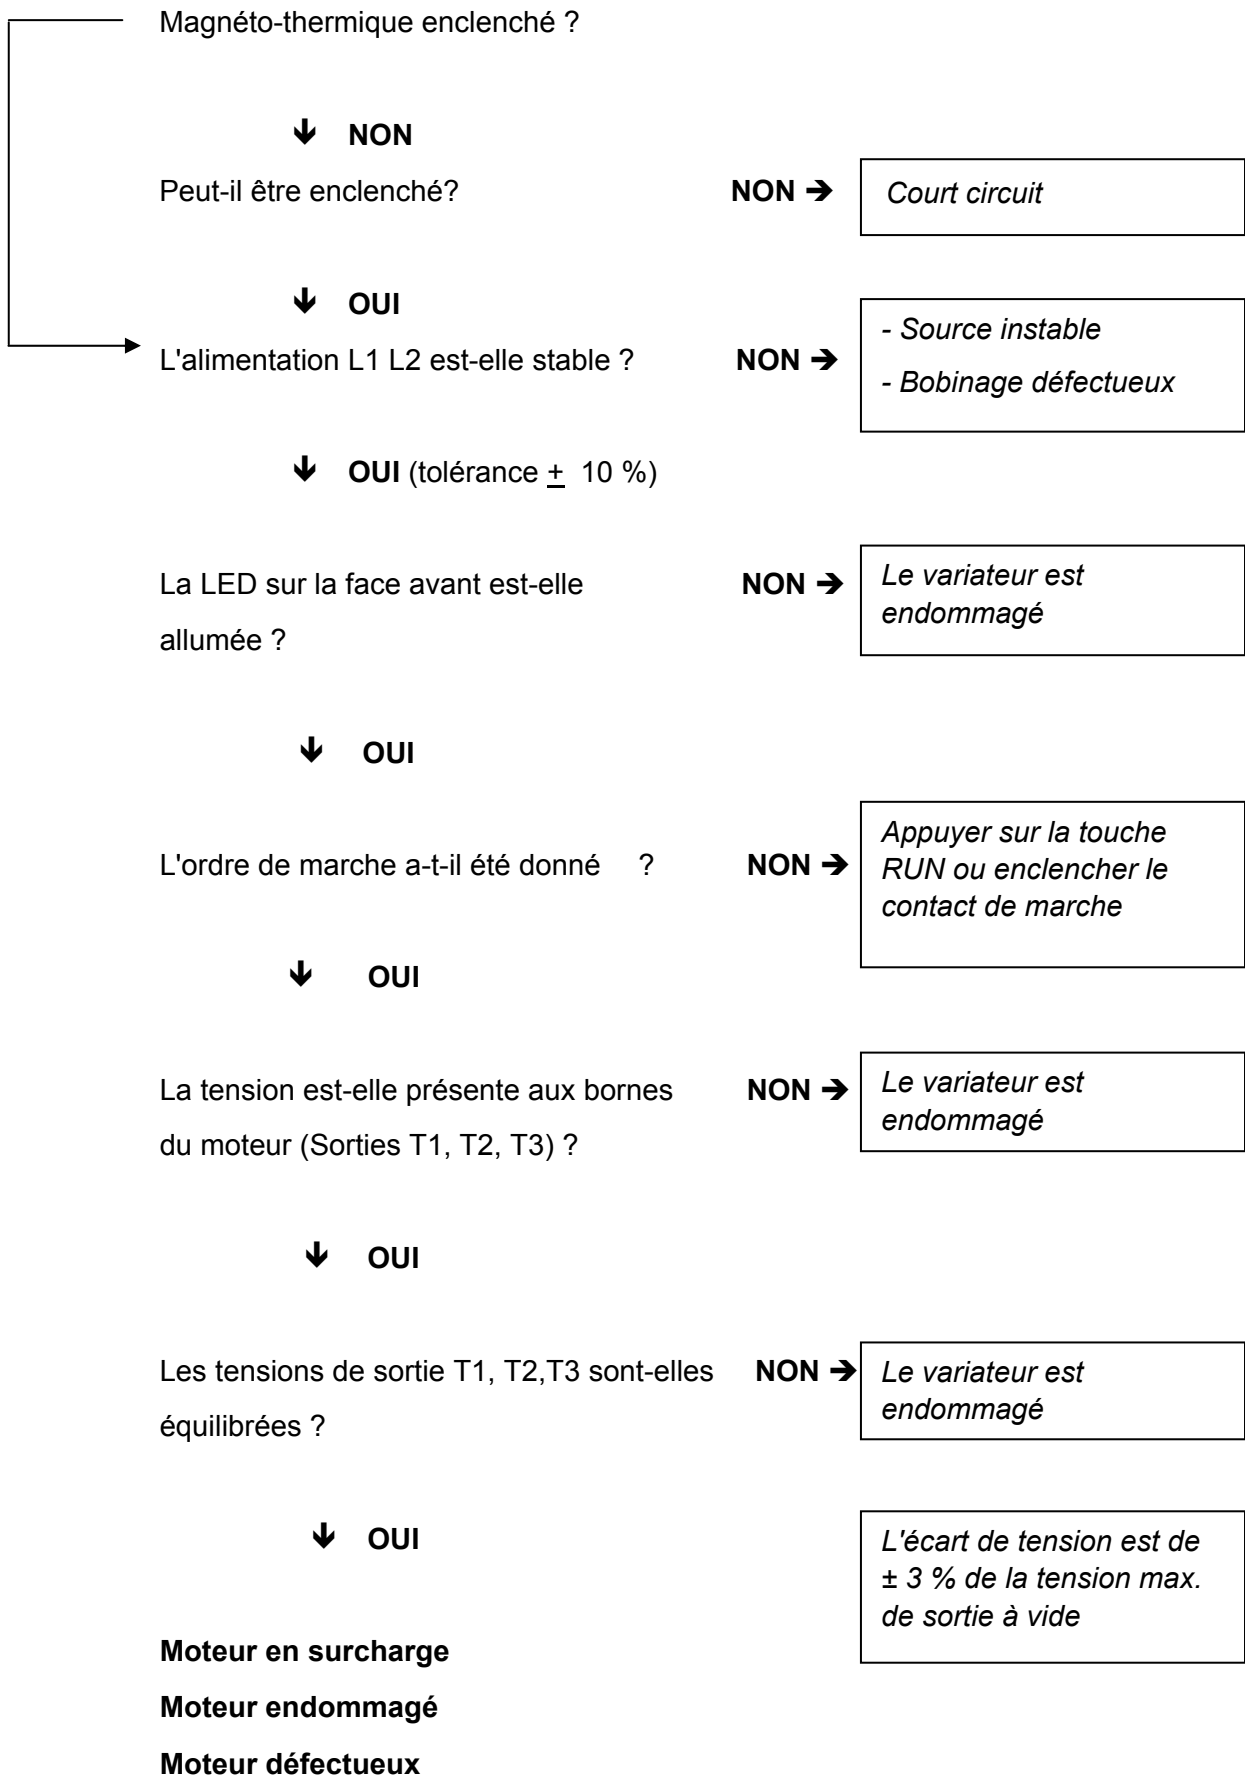 Magnéto-thermique enclenché ?
🡻 NON
Peut-il être enclenché? NON ➔ Court circuit
🡻 OUI
L'alimentation L1 L2 est-elle stable ? NON ➔
- Source instable
- Bobinage défectueux
🡻 OUI (tolérance ± 10 %)
La LED sur la face avant est-elle
allumée ?
NON ➔
Le variateur est
endommagé
🡻 OUI
L'ordre de marche a-t-il été donné ? NON ➔
Appuyer sur la touche
RUN ou enclencher le
contact de marche
🡻 OUI
La tension est-elle présente aux bornes
du moteur (Sorties T1, T2, T3) ?
NON ➔
Le variateur est
endommagé
🡻 OUI
Les tensions de sortie T1, T2,T3 sont-elles
équilibrées ?
NON ➔
Le variateur est
endommagé
🡻 OUI
L'écart de tension est de
± 3 % de la tension max.
de sortie à vide
Moteur en surcharge
Moteur endommagé
Moteur défectueux